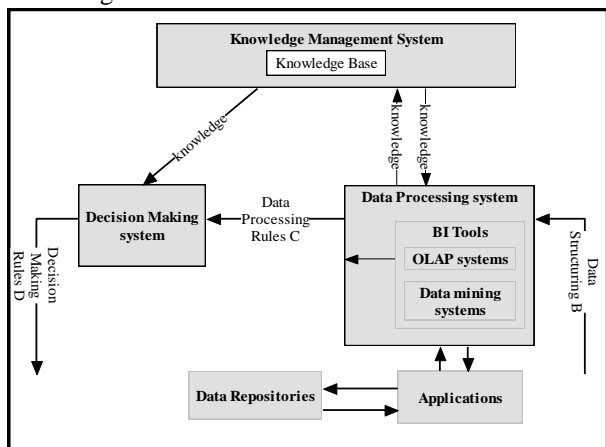 Knowledge Management System
Knowledge Base
knowledge
knowledge
knowledge
Decision Making
system
Data
Processing
Rules C
Data Processing system
BI Tools
OLAP systems
Data mining
systems
Decision
Making
Rules D
Data
Structuring B
Data Repositories
Applications